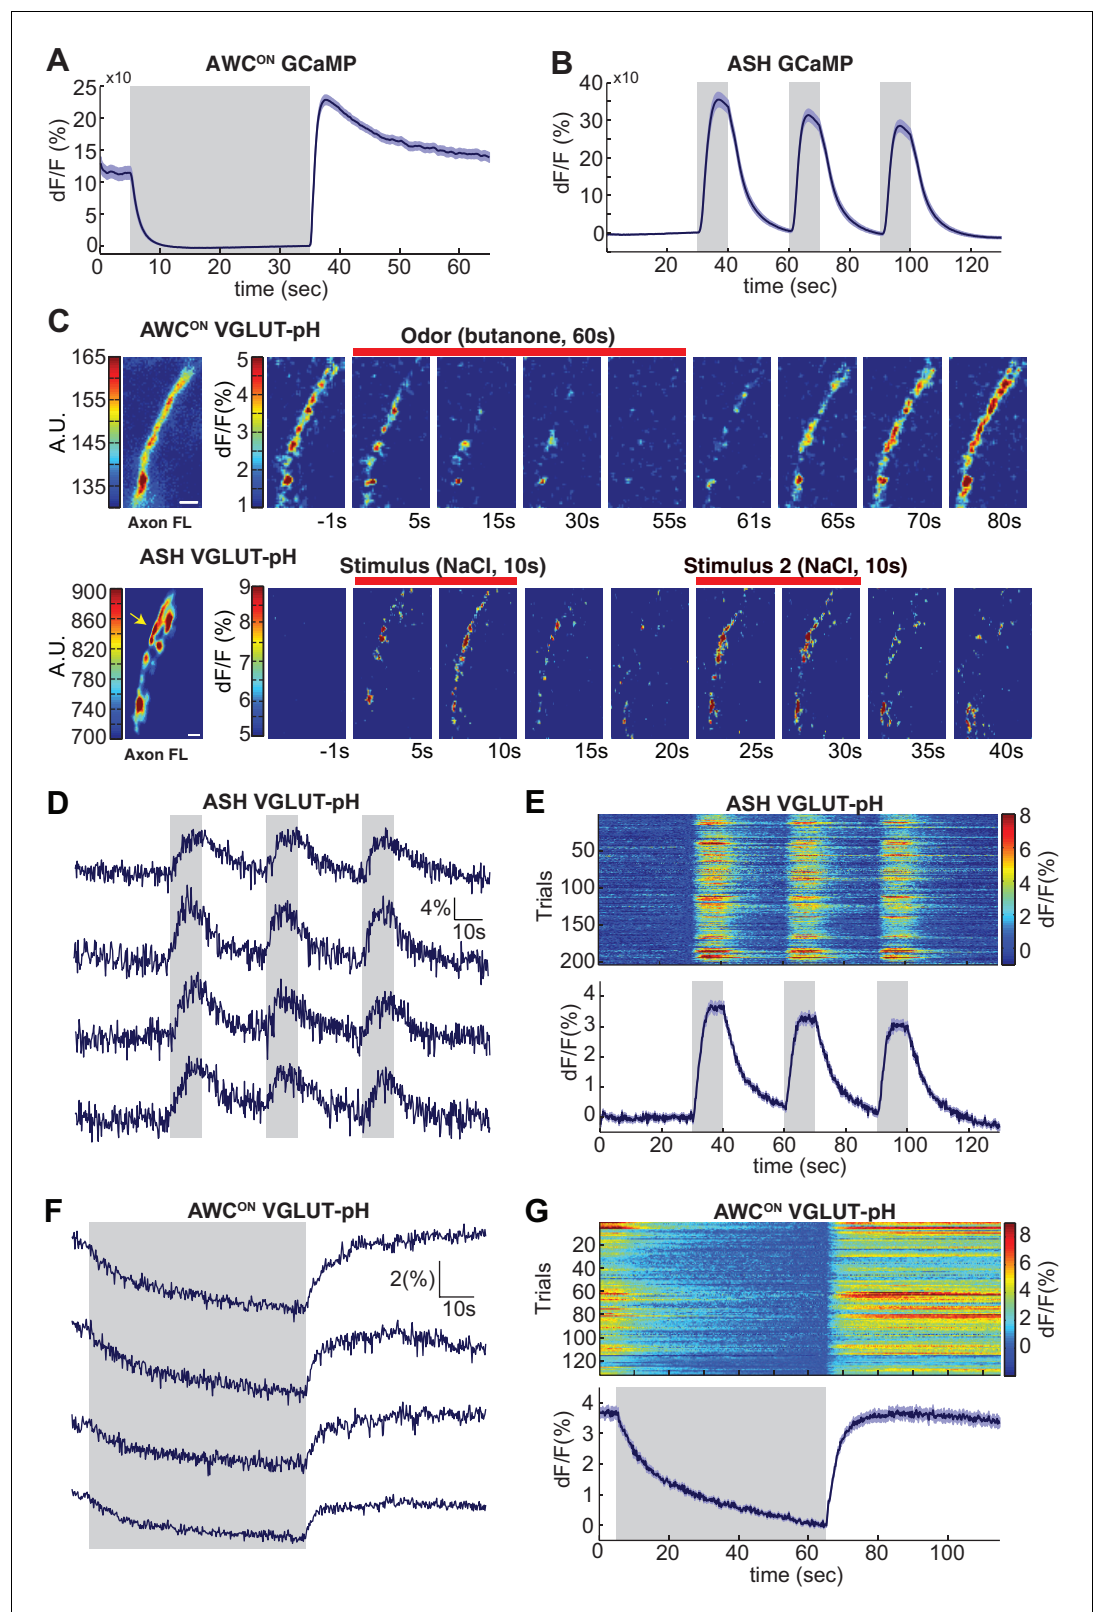 A
AWC^ON GCaMP
x10
25
20
15
10
5
0
dF/F (%)
0 20 40 60
time (sec)
B
ASH GCaMP
x10
40
30
20
10
0
dF/F (%)
20 40 60 80 100 120
time (sec)
C
AWC^ON VGLUT-pH
Odor (butanone, 60s)
165
155
145
135
A.U.
Axon FL
5
4
3
2
1
dF/F(%)
-1s 5s 15s 30s 55s 61s 65s 70s 80s
ASH VGLUT-pH
Stimulus (NaCl, 10s)
Stimulus 2 (NaCl, 10s)
900
860
820
780
740
700
A.U.
Axon FL
9
8
7
6
5
dF/F (%)
-1s 5s 10s 15s 20s 25s 30s 35s 40s
D
ASH VGLUT-pH
4%
10s
E
ASH VGLUT-pH
50
100
150
200
Trials
8
6
4
2
0
dF/F(%)
4
3
2
1
0
dF/F(%)
0 20 40 60 80 100 120
time (sec)
F
AWC^ON VGLUT-pH
2(%)
10s
G
AWC^ON VGLUT-pH
20
40
60
80
100
120
Trials
8
6
4
2
0
dF/F(%)
4
3
2
1
0
dF/F(%)
0 20 40 60 80 100
time (sec)